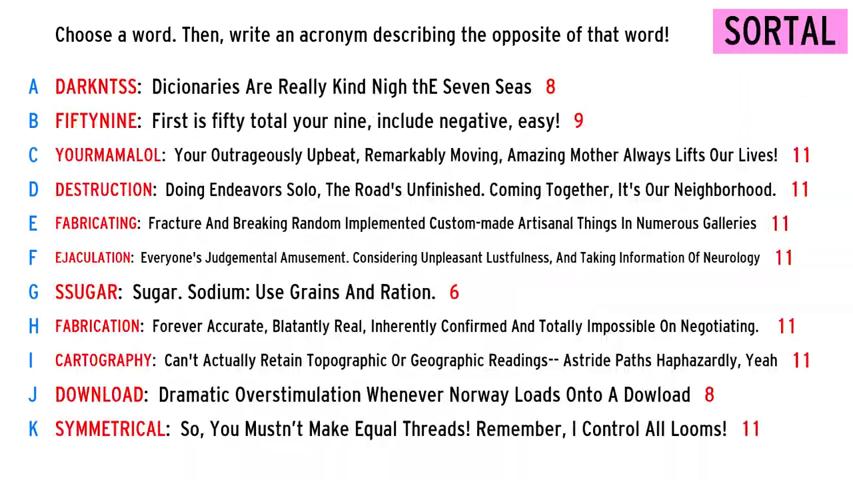 Choose a word. Then, write an acronym describing the opposite of that word!
SORTAL
A DARKNTSS: Dicionaries Are Really Kind Nigh thE Seven Seas 8
B FIFTYNINE: First is fifty total your nine, include negative, easy! 9
C YOURMAMALOL: Your Outrageously Upbeat, Remarkably Moving, Amazing Mother Always Lifts Our Lives! 11
D DESTRUCTION: Doing Endeavors Solo, The Road's Unfinished. Coming Together, It's Our Neighborhood. 11
E FABRICATING: Fracture And Breaking Random Implemented Custom-made Artisanal Things In Numerous Galleries 11
F EJACULATION: Everyone's Judgemental Amusement. Considering Unpleasant Lustfulness, And Taking Information Of Neurology 11
G SSUGAR: Sugar. Sodium: Use Grains And Ration. 6
H FABRICATION: Forever Accurate, Blatantly Real, Inherently Confirmed And Totally Impossible On Negotiating. 11
I CARTOGRAPHY: Can't Actually Retain Topographic Or Geographic Readings-- Astride Paths Haphazardly, Yeah 11
J DOWNLOAD: Dramatic Overstimulation Whenever Norway Loads Onto A Dowload 8
K SYMMETRICAL: So, You Mustn't Make Equal Threads! Remember, I Control All Looms! 11